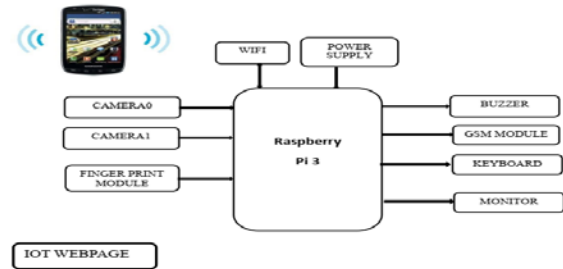 WIFI
POWER
SUPPLY
CAMERA0
CAMERA1
FINGER PRINT
MODULE
Raspberry
Pi 3
BUZZER
GSM MODULE
KEYBOARD
MONITOR
IOT WEBPAGE